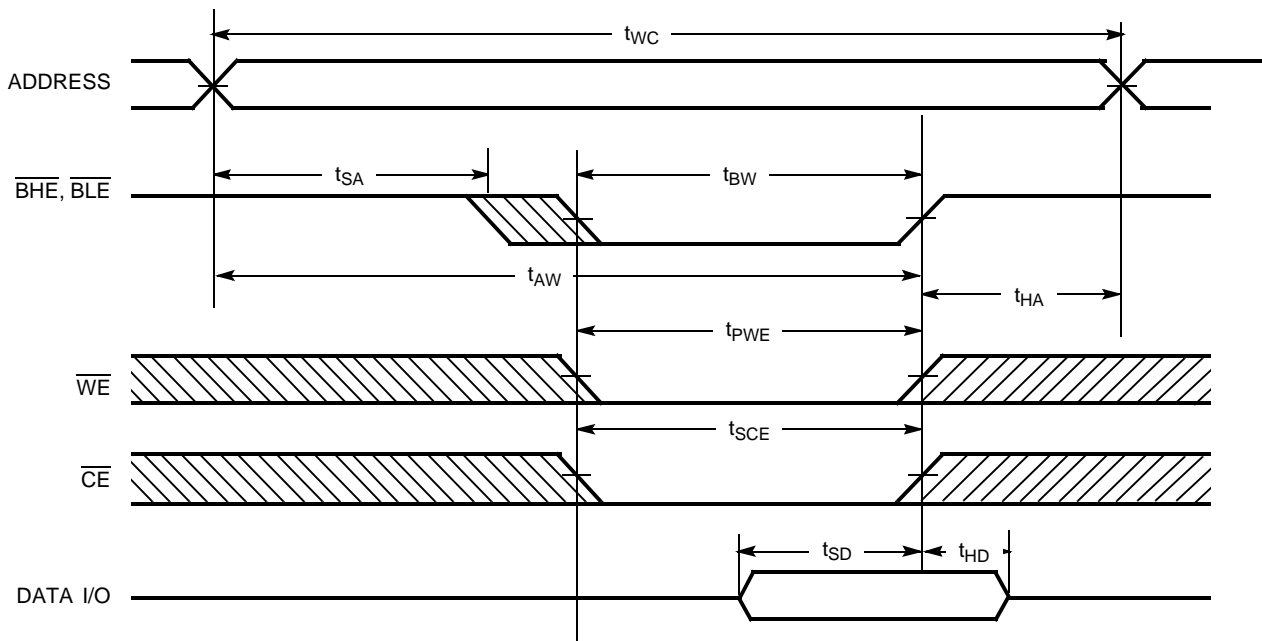 tWC
ADDRESS
tSA
tBW
BHE, BLE
tAW
tHA
tPWE
WE
tSCE
CE
tSD
tHD
DATA I/O